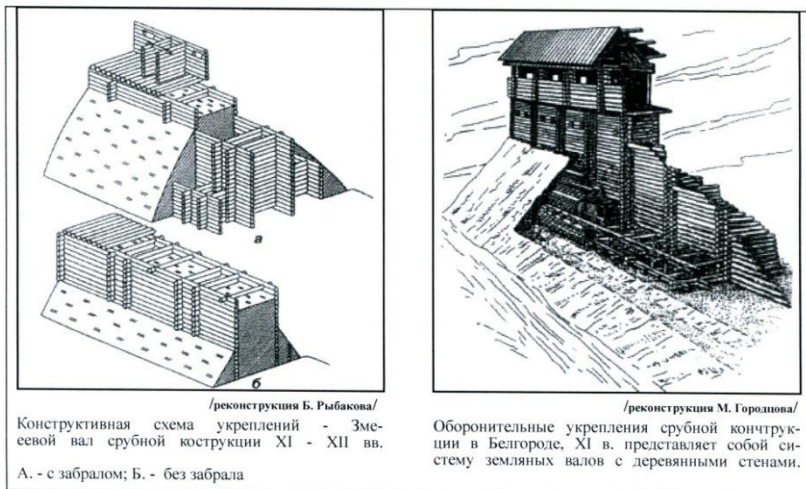 а
б
/реконструкция Б. Рыбакова/
Конструктивная схема укреплений - Зме-
еевой вал срубной кострукции XI - XII вв.
А. - с забралом; Б. - без забрала
/реконструкция М. Городцова/
Оборонительные укрепления срубной кончтрук-
ции в Белгороде, XI в. представляет собой си-
стему земляных валов с деревянными стенами.